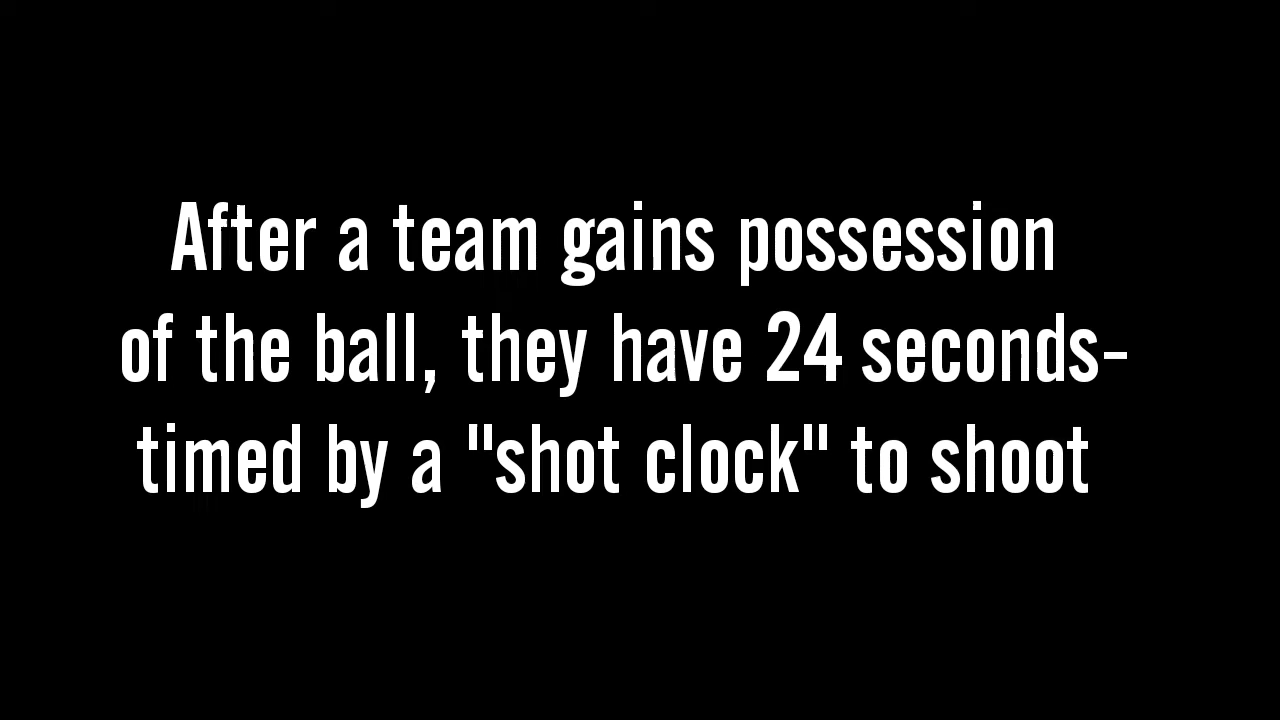 After a team gains possession
of the ball, they have 24 seconds-
timed by a "shot clock" to shoot